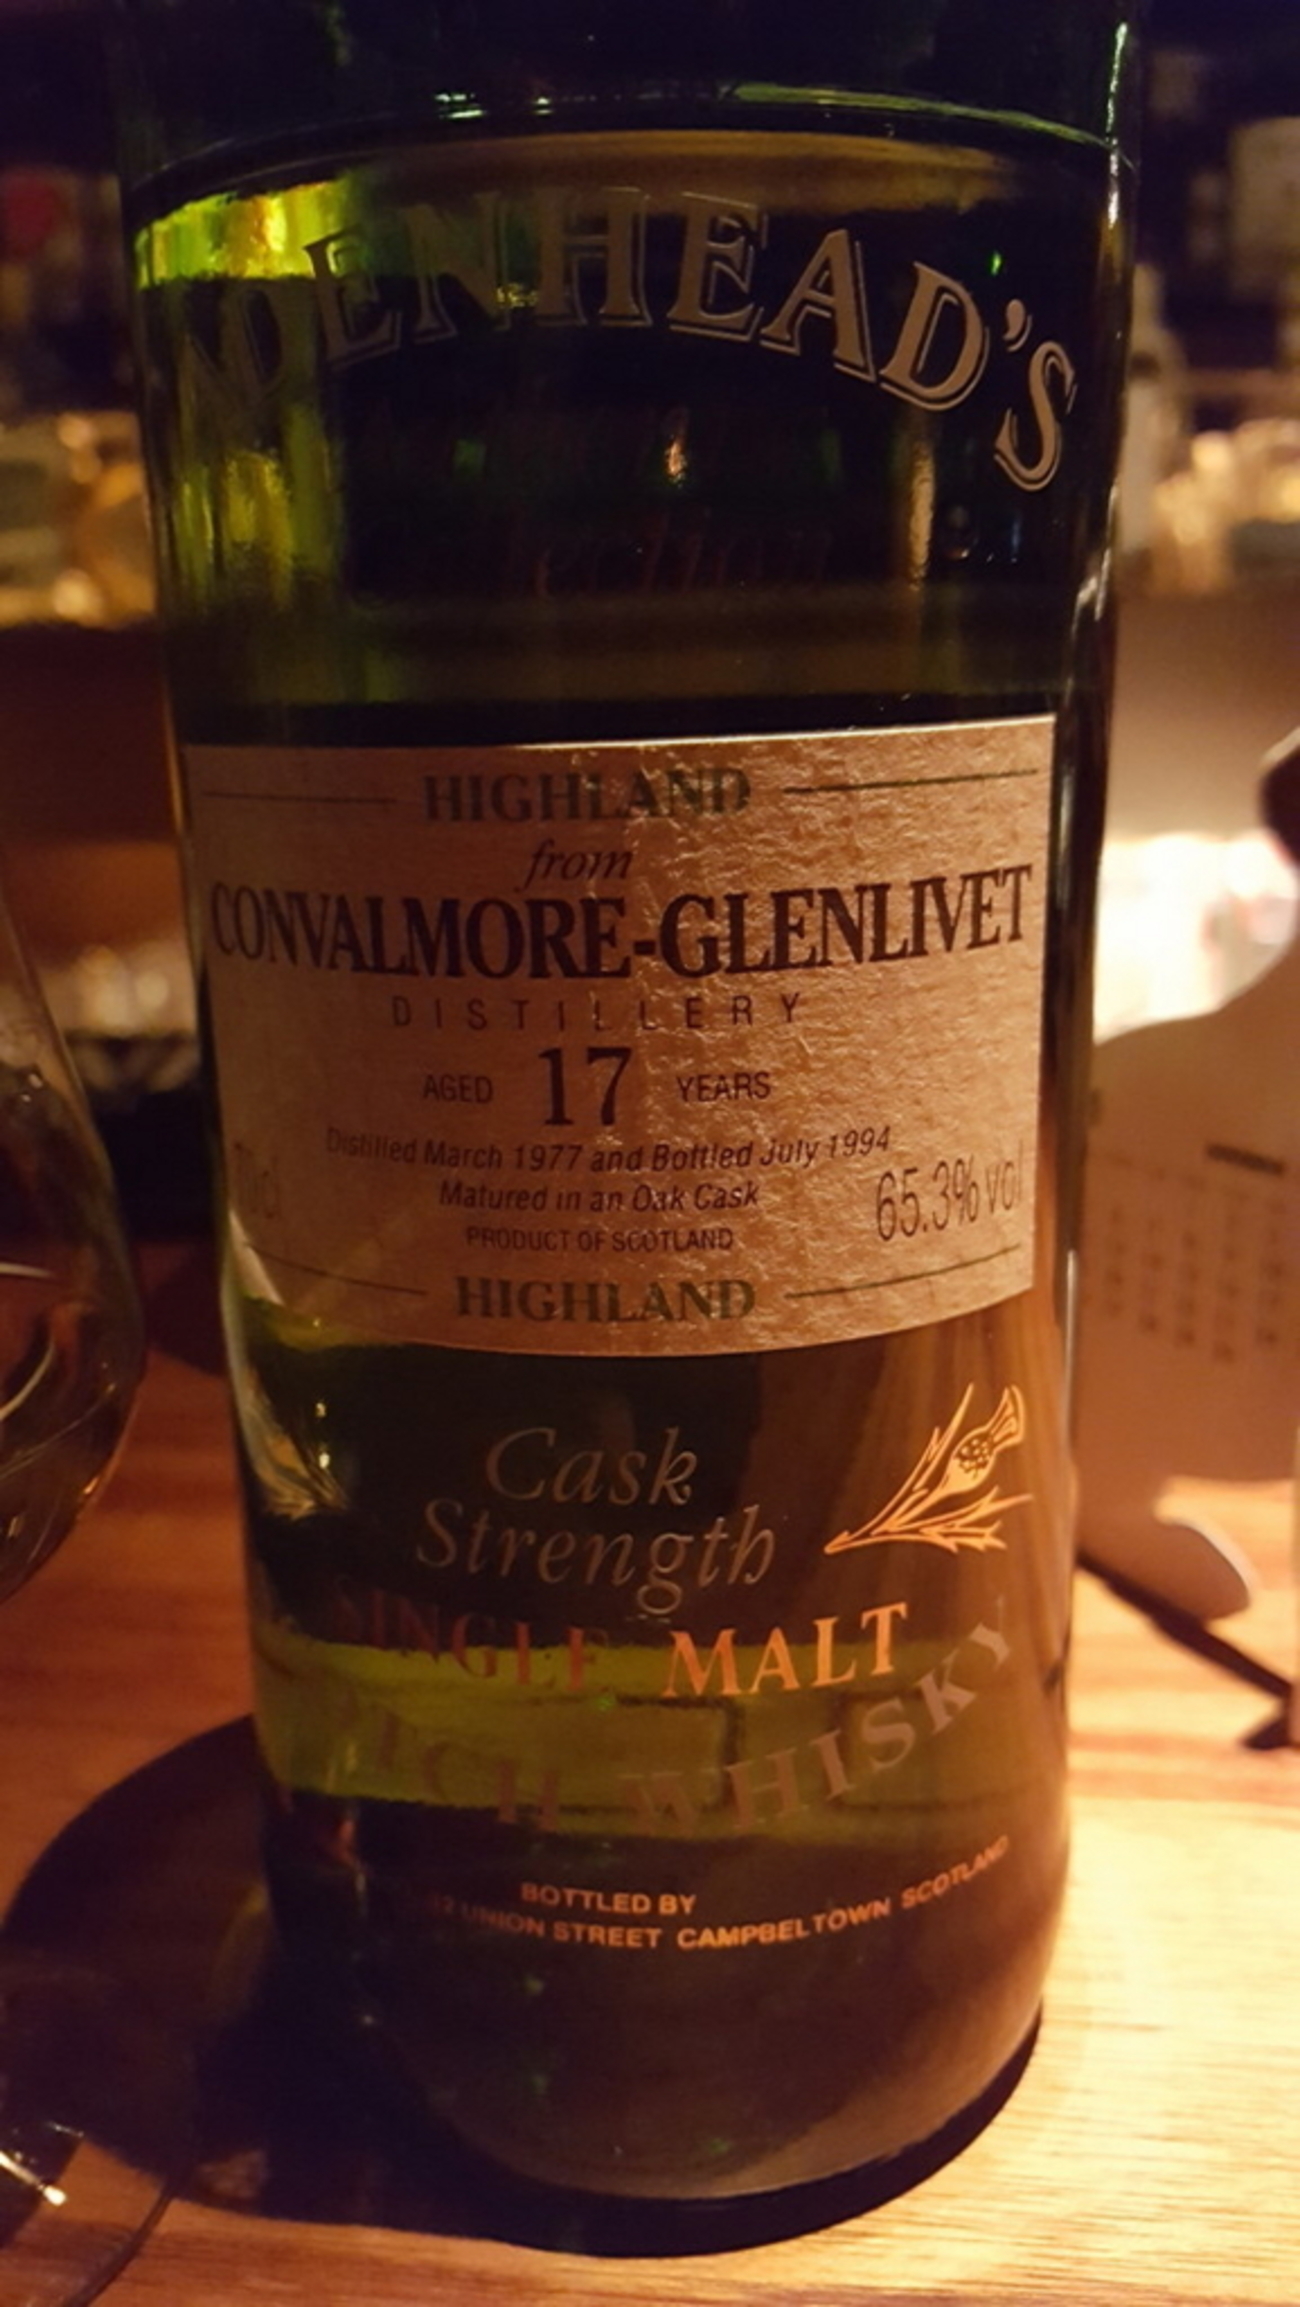 DENHEAD'S
HIGHLAND
from
CONVALMORE-GLENLIVET
DISTILLERY
AGED 17 YEARS
Distilled March 1977 and Bottled July 1994
70cl Matured in an Oak Cask 65.3% vol
PRODUCT OF SCOTLAND
HIGHLAND
Cask
Strength
SINGLE MALT
WHISKY
BOTTLED BY
UNION STREET CAMPBELTOWN SCOTLAND